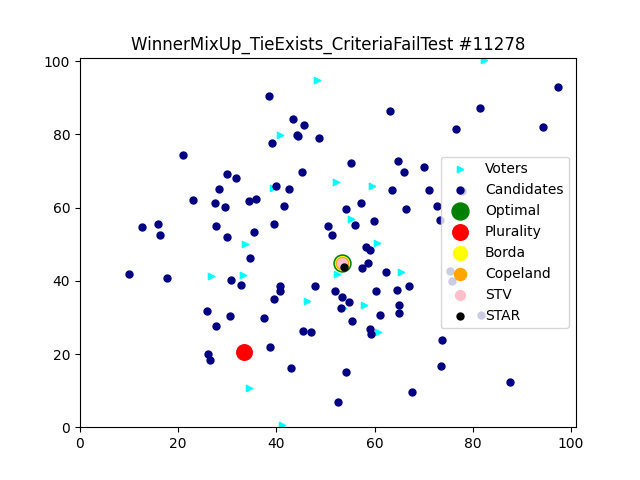 WinnerMixUp_TieExists_CriteriaFailTest #11278
100
80
60
40
20
0
0
20
40
60
80
100
Voters
Candidates
Optimal
Plurality
Borda
Copeland
STV
STAR